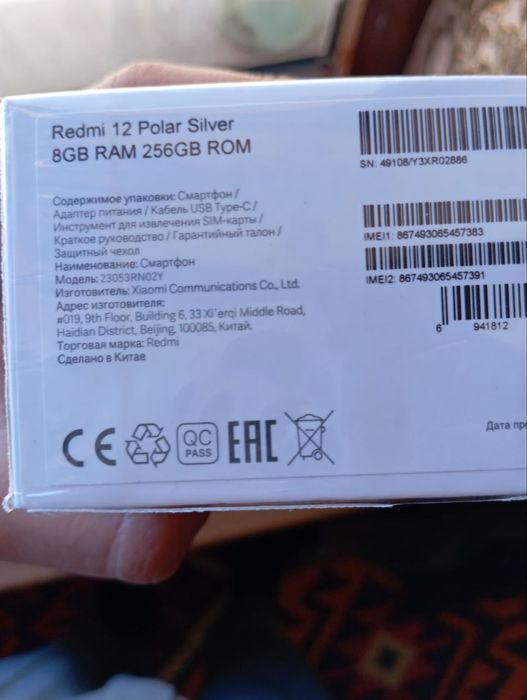 Redmi 12 Polar Silver
8GB RAM 256GB ROM
SN: 49108/Y3XR02886
Содержимое упаковки: Смартфон /
Адаптер питания / Кабель USB Type-C /
Инструмент для извлечения SIM-карты /
Краткое руководство / Гарантийный талон /
Защитный чехол
Наименование: Смартфон
Модель: 23053RN02Y
Изготовитель: Xiaomi Communications Co., Ltd.
Адрес изготовителя:
#019, 9th Floor, Building 6, 33 Xi'erqi Middle Road,
Haidian District, Beijing, 100085, Китай.
Торговая марка: Redmi
Сделано в Китае
IMEI1: 867493065457383
IMEI2: 867493065457391
6 941812
Дата
CE
QC
PASS
EAC